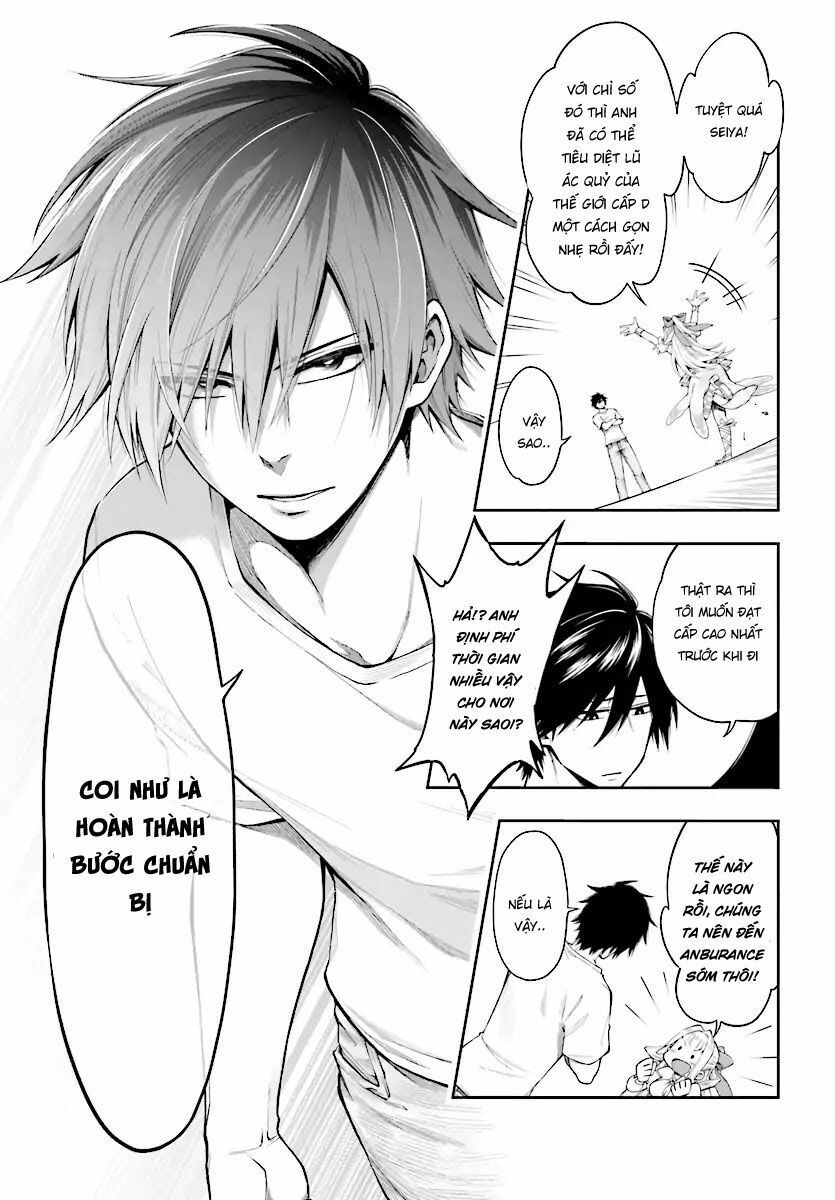 TUYỆT QUÁ
SEIYA!
VỚI CHỈ SỐ
ĐÓ THÌ ANH
ĐÃ CÓ THỂ
TIÊU DIỆT LŨ
ÁC QUỶ CỦA
THẾ GIỚI CẤP D
MỘT CÁCH GỌN
NHẸ RỒI ĐẤY!
VẬY
SAO..
THẬT RA THÌ
TÔI MUỐN ĐẠT
CẤP CAO NHẤT
TRƯỚC KHI ĐI
HẢ!? ANH
ĐỊNH PHÍ
THỜI GIAN
NHIỀU VẬY
CHO NƠI
NÀY SAO!?
THẾ NÀY
LÀ NGON
RỒI, CHÚNG
TA NÊN ĐẾN
ANBURANCE
SỚM THÔI!
NẾU LÀ
VẬY..
COI NHƯ LÀ
HOÀN THÀNH
BƯỚC CHUẨN
BỊ